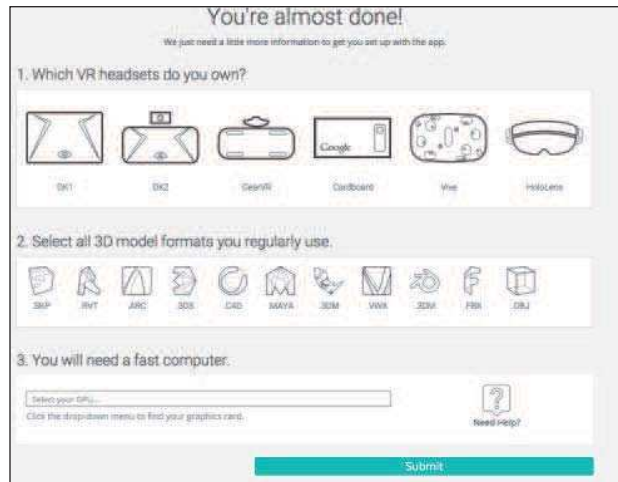 You're almost done!
We just need a little more information to get you set up with the app.
1. Which VR headsets do you own?
Google
DK1 DK2 GearVR Cardboard Vive HoloLens
2. Select all 3D model formats you regularly use.
SKP RVT ARC 3DS C4D MAYA 3DM VWX 3DM FBX OBJ
3. You will need a fast computer.
Select your GPU...
Click the drop-down menu to find your graphics card.
Need Help?
Submit